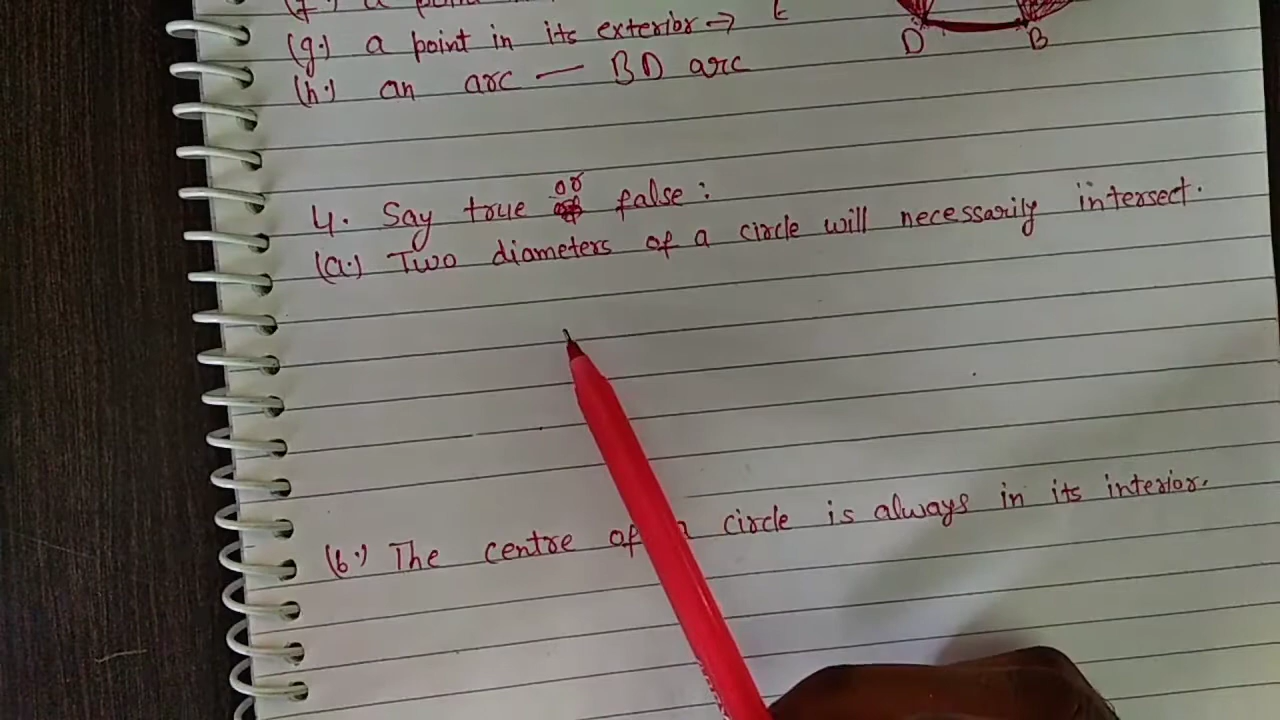 (f.) a
(g.) a point in its exterior → E
(h.) an arc — BD arc
D B
4. Say true or false:
(a.) Two diameters of a circle will necessarily intersect.
(b.) The centre of a circle is always in its interior.